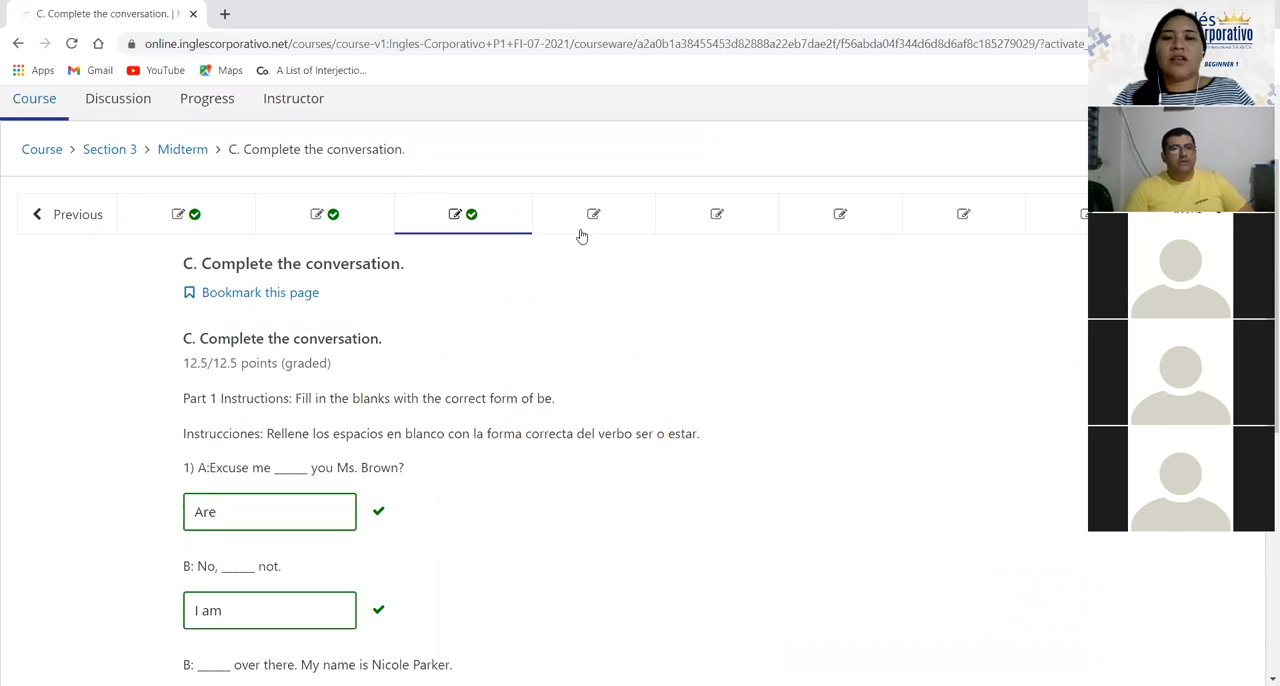 C. Complete the conversation. |
online.inglescorporativo.net/courses/course-v1:Ingles-Corporativo+P1+FI-07-2021/courseware/a2a0b1a38455453d82888a22eb7dae2f/f56abda04f344d6d8d6af8c185279029/?activate_
Apps Gmail YouTube Maps Co. A List of Interjectio...
Course Discussion Progress Instructor
Course > Section 3 > Midterm > C. Complete the conversation.
Previous
C. Complete the conversation.
Bookmark this page
C. Complete the conversation.
12.5/12.5 points (graded)
Part 1 Instructions: Fill in the blanks with the correct form of be.
Instrucciones: Rellene los espacios en blanco con la forma correcta del verbo ser o estar.
1) A:Excuse me _____ you Ms. Brown?
Are
B: No, _____ not.
I am
B: _____ over there. My name is Nicole Parker.
BEGINNER 1